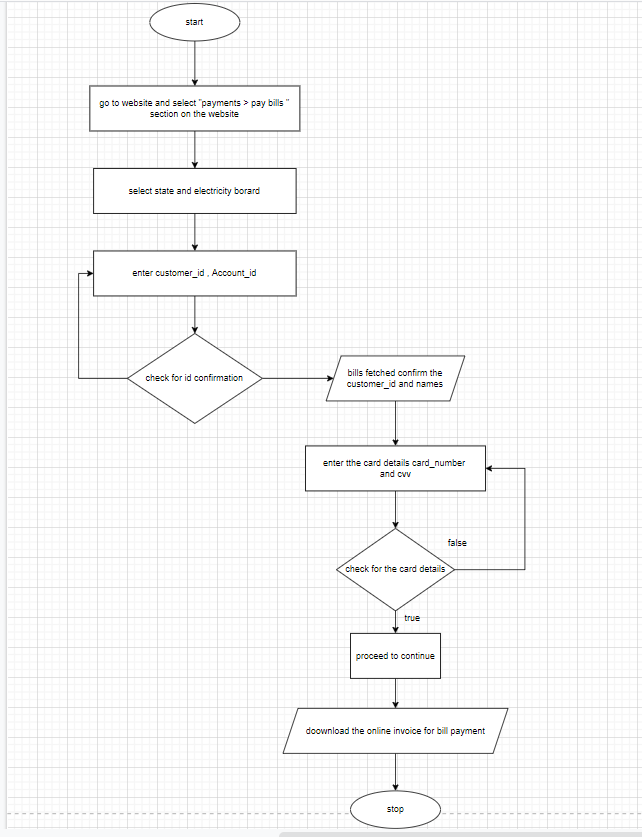 start
go to website and select "payments > pay bills "
section on the website
select state and electricity borard
enter customer_id , Account_id
check for id confirmation
bills fetched confirm the
customer_id and names
enter tthe card details card_number
and cvv
false
check for the card details
true
proceed to continue
doownload the online invoice for bill payment
stop